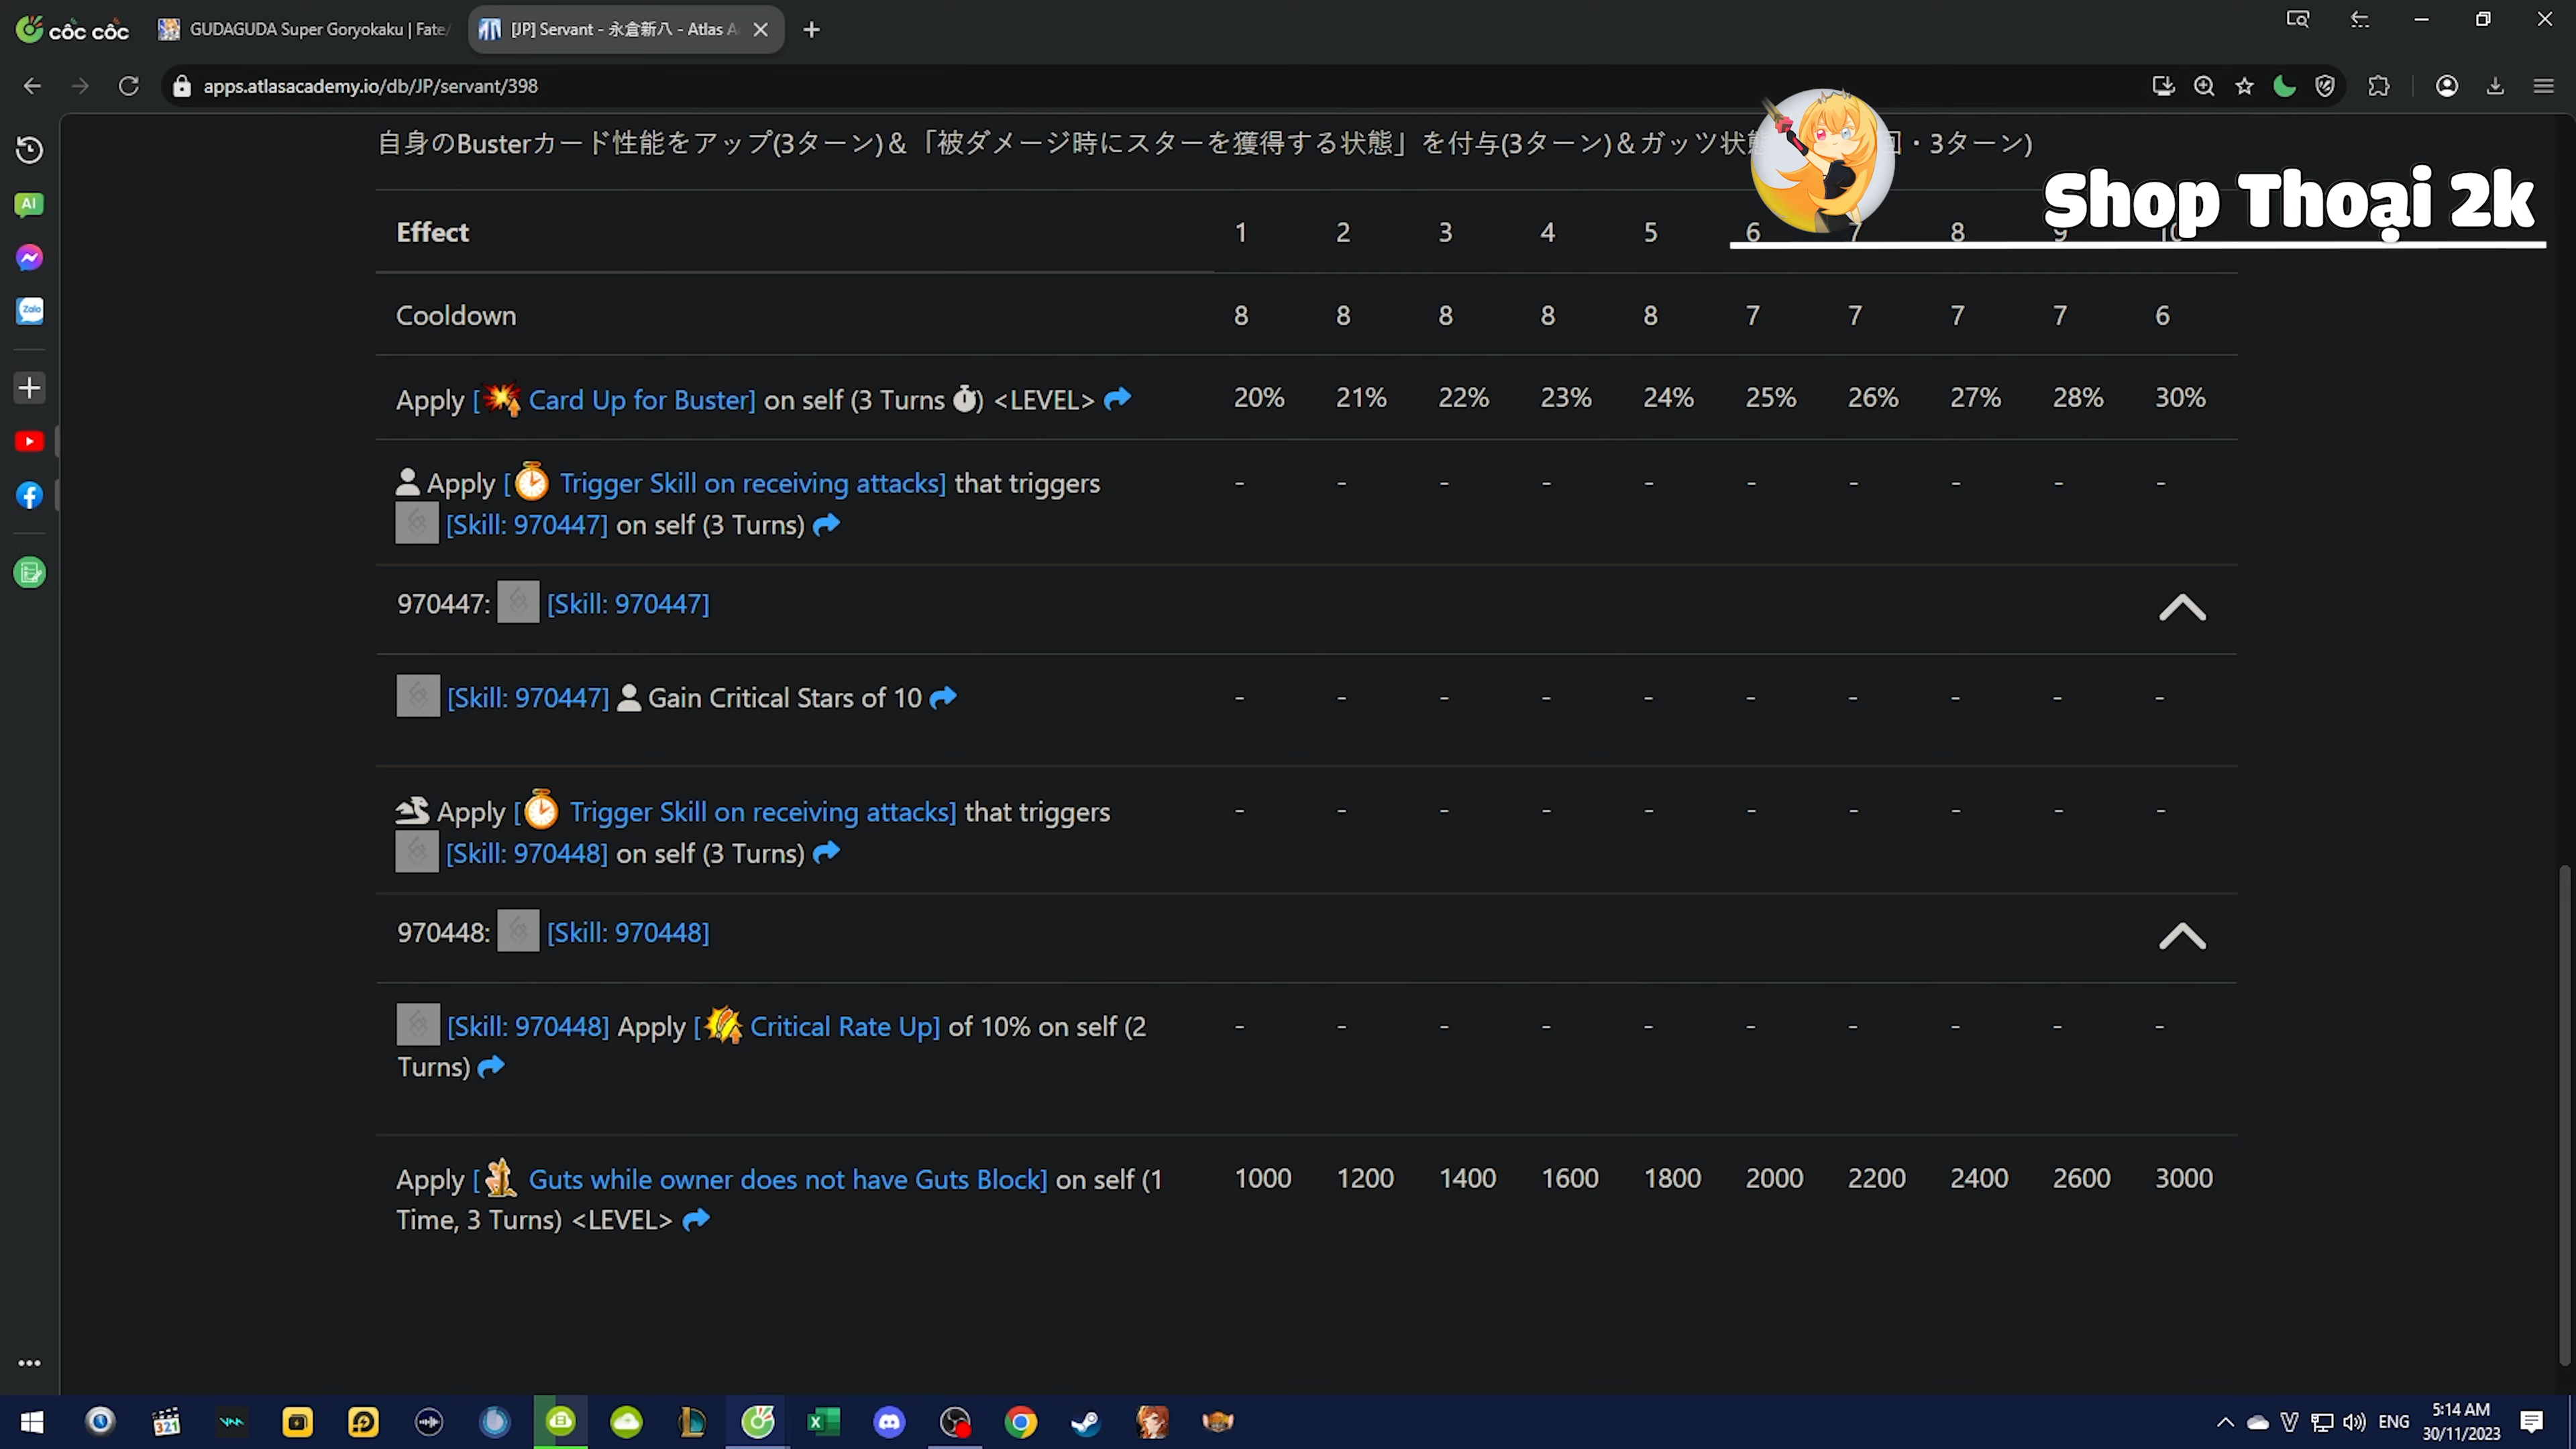 cốc cốc
GUDAGUDA Super Goryokaku | Fate/
[JP] Servant - 永倉新八 - Atlas A
apps.atlasacademy.io/db/JP/servant/398
自身のBusterカード性能をアップ(3ターン)＆「被ダメージ時にスターを獲得する状態」を付与(3ターン)＆ガッツ状態 回・3ターン)
Shop Thoại 2k
Effect 1 2 3 4 5 6 7 8 9 10
Cooldown 8 8 8 8 8 7 7 7 7 6
Apply [Card Up for Buster] on self (3 Turns) <LEVEL> 20% 21% 22% 23% 24% 25% 26% 27% 28% 30%
Apply [Trigger Skill on receiving attacks] that triggers - - - - - - - - - -
[Skill: 970447] on self (3 Turns)
970447: [Skill: 970447]
[Skill: 970447] Gain Critical Stars of 10 - - - - - - - - - -
Apply [Trigger Skill on receiving attacks] that triggers - - - - - - - - - -
[Skill: 970448] on self (3 Turns)
970448: [Skill: 970448]
[Skill: 970448] Apply [Critical Rate Up] of 10% on self (2 - - - - - - - - - -
Turns)
Apply [Guts while owner does not have Guts Block] on self (1 1000 1200 1400 1600 1800 2000 2200 2400 2600 3000
Time, 3 Turns) <LEVEL>
AI
Zalo
321
ENG
5:14 AM
30/11/2023